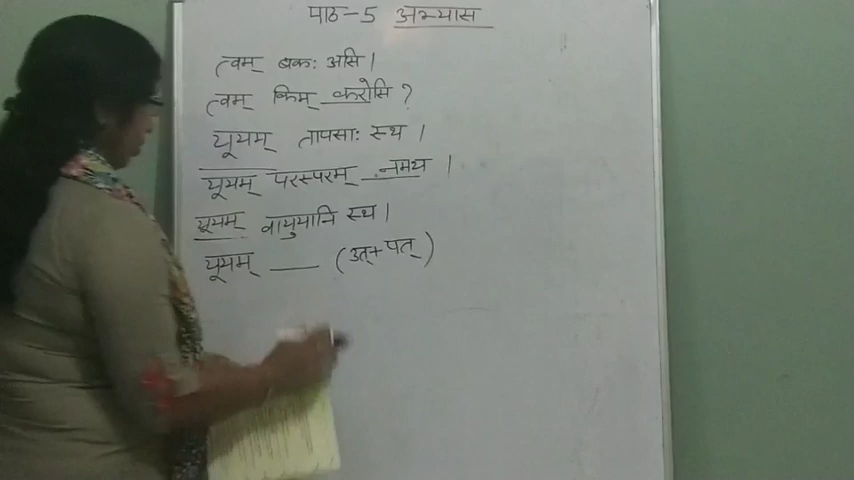 पाठ-5 अभ्यास
त्वम् बकः असि।
त्वम् किम् करोसि ?
यूयम् तापसाः स्थ ।
यूयम् परस्परम् नमथ ।
यूयम् वायुयानि स्थ।
यूयम् ___ (उत्+पत्)